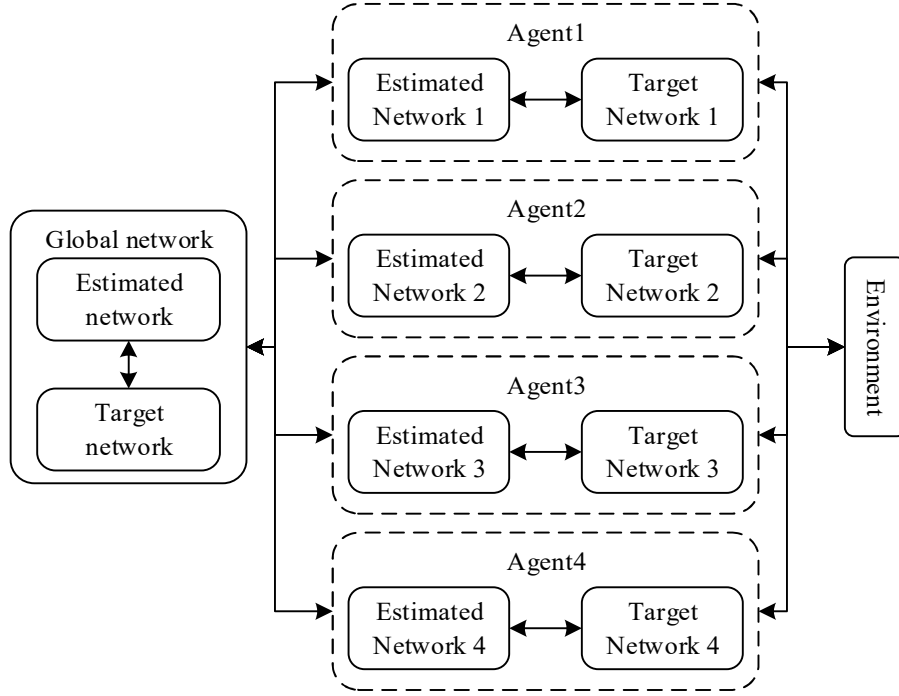 Agent1
Estimated
Network 1
Target
Network 1
Agent2
Estimated
Network 2
Target
Network 2
Global network
Estimated
network
Target
network
Agent3
Estimated
Network 3
Target
Network 3
Agent4
Estimated
Network 4
Target
Network 4
Environment